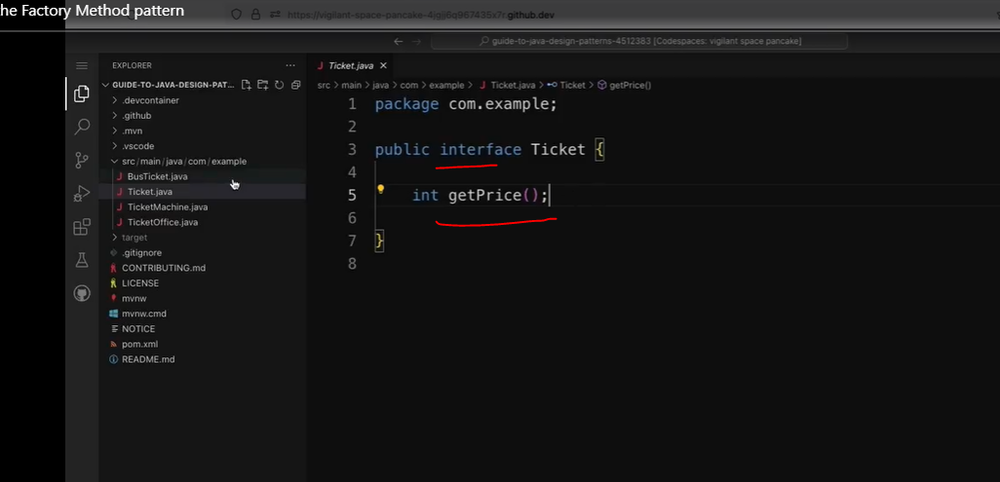 he Factory Method pattern
https://vigilant-space-pancake-4jgjj6q967435x7r.github.dev
guide-to-java-design-patterns-4512383 [Codespaces: vigilant space pancake]
EXPLORER
GUIDE-TO-JAVA-DESIGN-PAT...
.devcontainer
.github
.mvn
.vscode
src/main/java/com/example
BusTicket.java
Ticket.java
TicketMachine.java
TicketOffice.java
target
.gitignore
CONTRIBUTING.md
LICENSE
mvnw
mvnw.cmd
NOTICE
pom.xml
README.md
Ticket.java
src > main > java > com > example > Ticket.java > Ticket > getPrice()
1 package com.example;
2
3 public interface Ticket {
4
5 int getPrice();
6
7 }
8